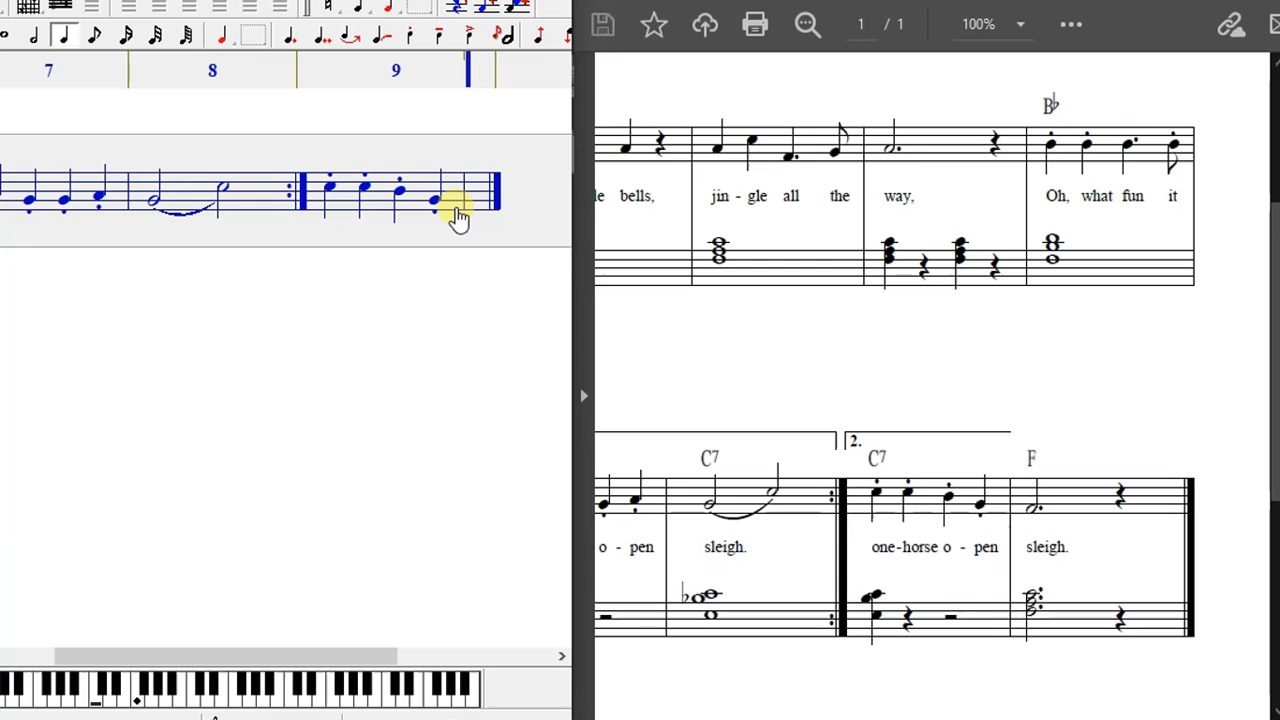 1 / 1
100%
7 8 9
B♭
le bells, jin - gle all the way, Oh, what fun it
2.
C7 C7 F
o - pen sleigh. one-horse o - pen sleigh.